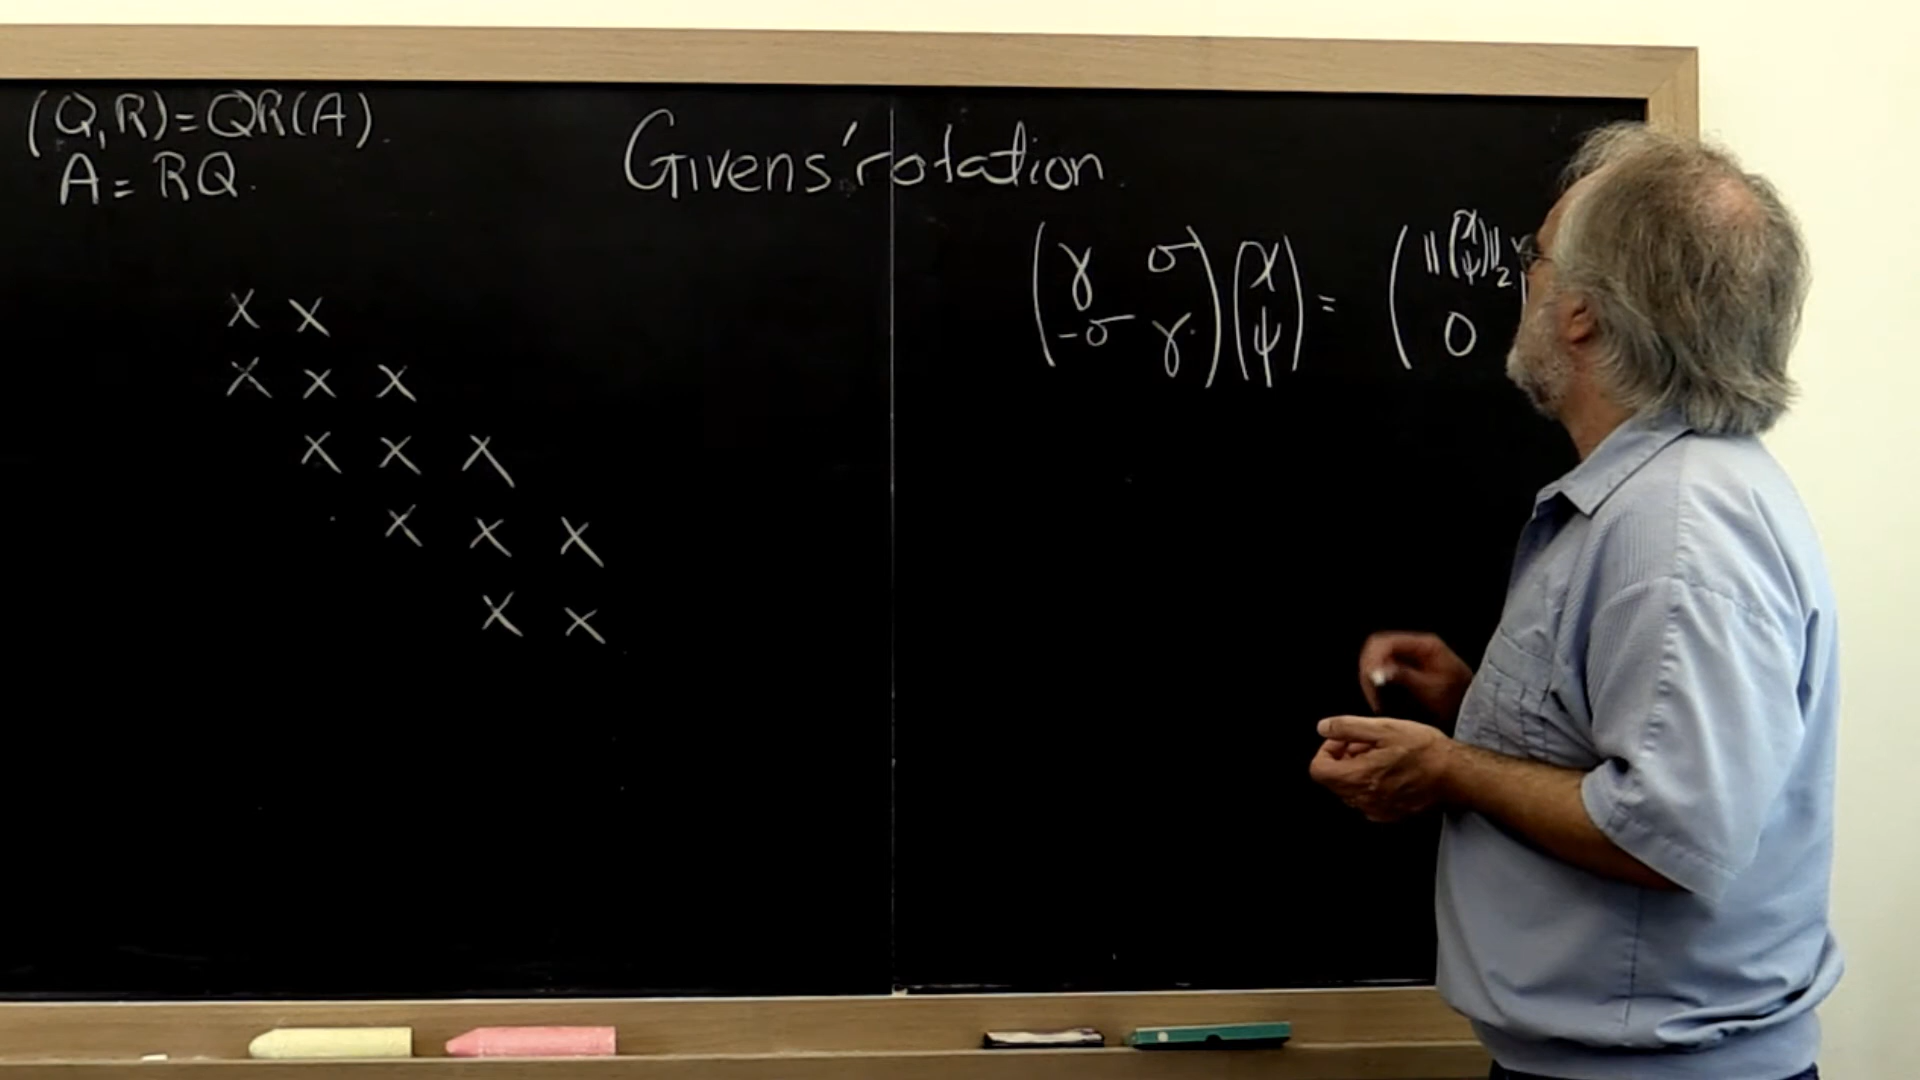 (Q,R)=QR(A).
A=RQ.
Givens' rotation.
X X
X X X
X X X
X X X
X X
(γ σ
-σ γ)(χ
ψ) = (‖(χ
ψ)‖₂
0